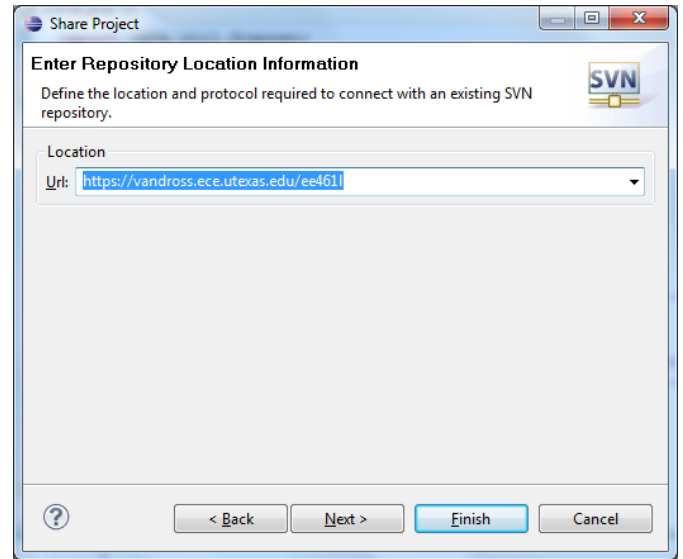 Share Project
Enter Repository Location Information
Define the location and protocol required to connect with an existing SVN
repository.
SVN
Location
Url: https://vandross.ece.utexas.edu/ee461l
< Back Next > Finish Cancel